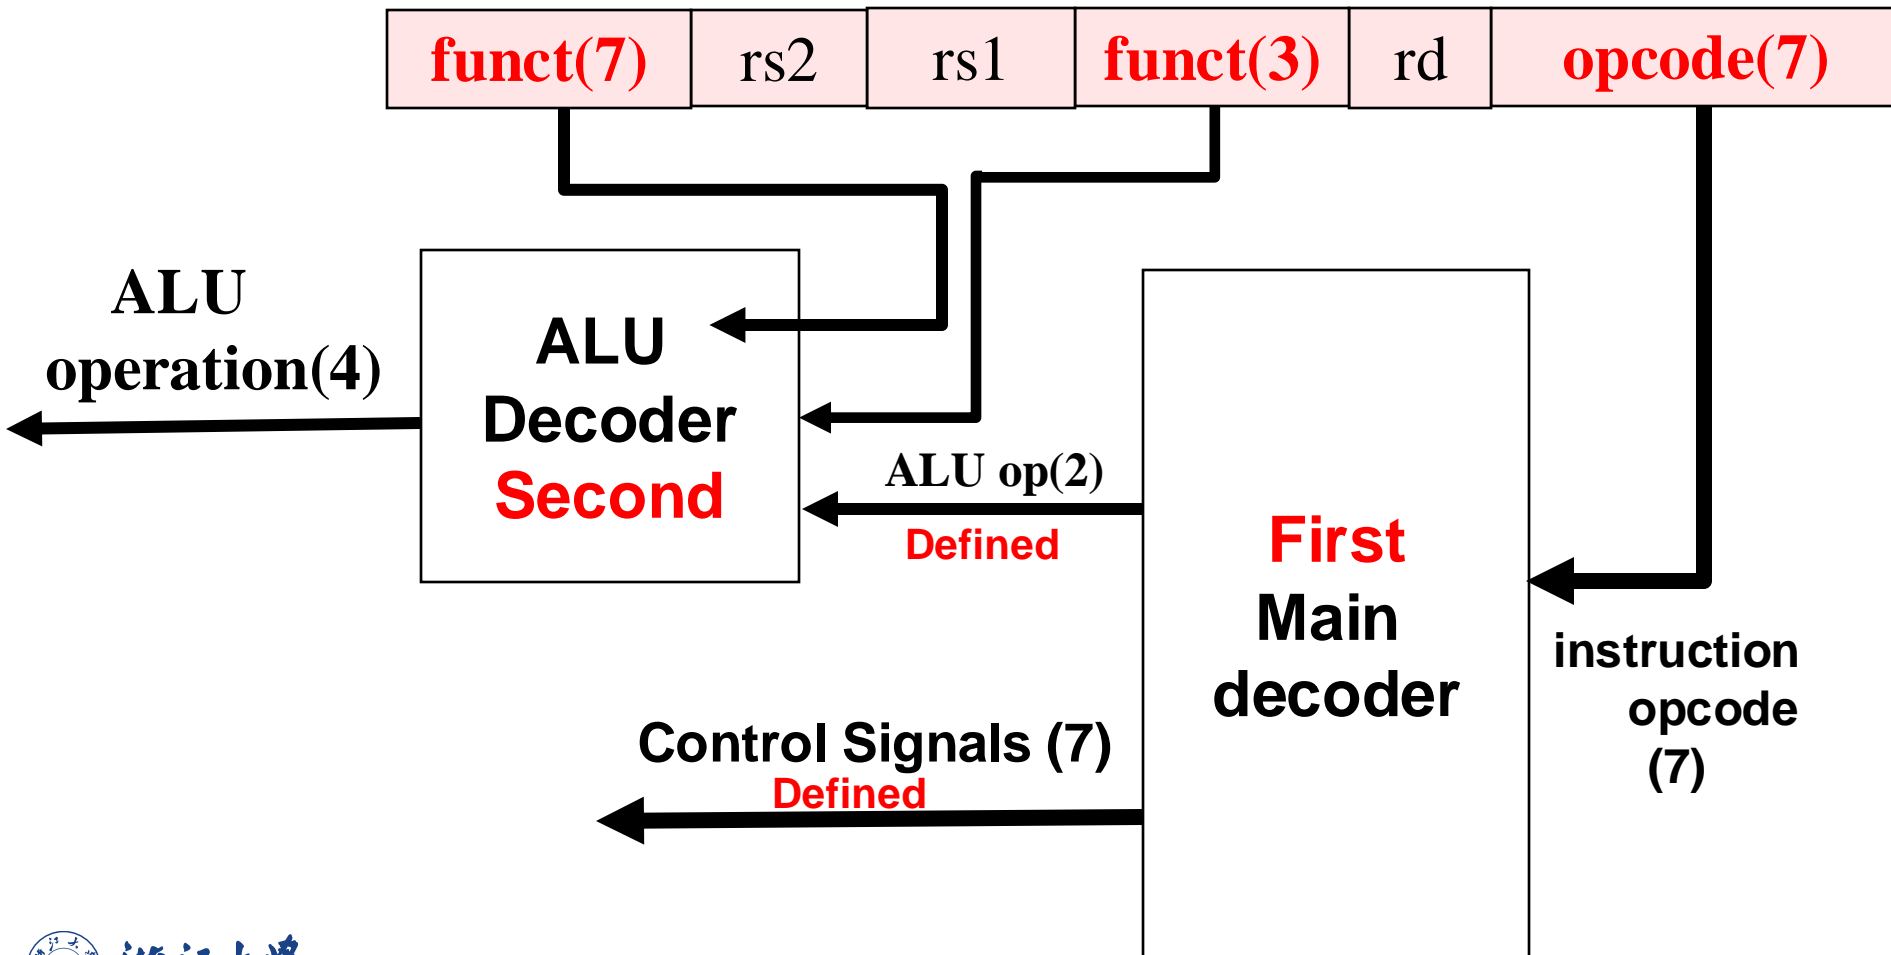 funct(7) rs2 rs1 funct(3) rd opcode(7)
ALU
operation(4)
ALU
Decoder
Second
ALU op(2)
Defined
First
Main
decoder
instruction
opcode
(7)
Control Signals (7)
Defined